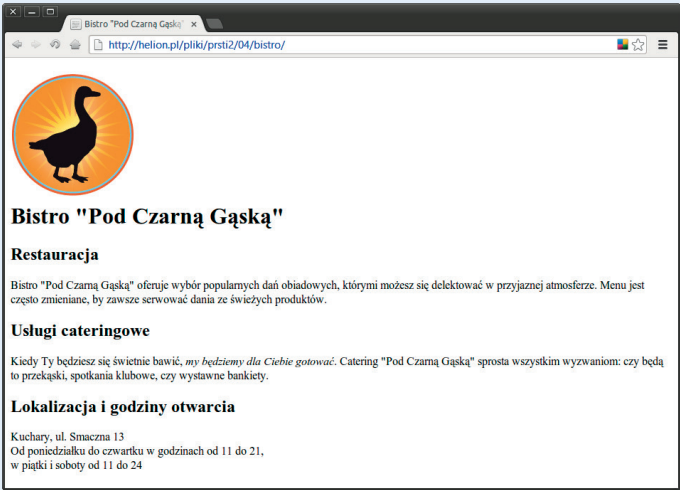 Bistro "Pod Czarną Gąską"
http://helion.pl/pliki/prsti2/04/bistro/
Bistro "Pod Czarną Gąską"
Restauracja
Bistro "Pod Czarną Gąską" oferuje wybór popularnych dań obiadowych, którymi możesz się delektować w przyjaznej atmosferze. Menu jest
często zmieniane, by zawsze serwować dania ze świeżych produktów.
Usługi cateringowe
Kiedy Ty będziesz się świetnie bawić, my będziemy dla Ciebie gotować. Catering "Pod Czarną Gąską" sprosta wszystkim wyzwaniom: czy będą
to przekąski, spotkania klubowe, czy wystawne bankiety.
Lokalizacja i godziny otwarcia
Kuchary, ul. Smaczna 13
Od poniedziałku do czwartku w godzinach od 11 do 21,
w piątki i soboty od 11 do 24